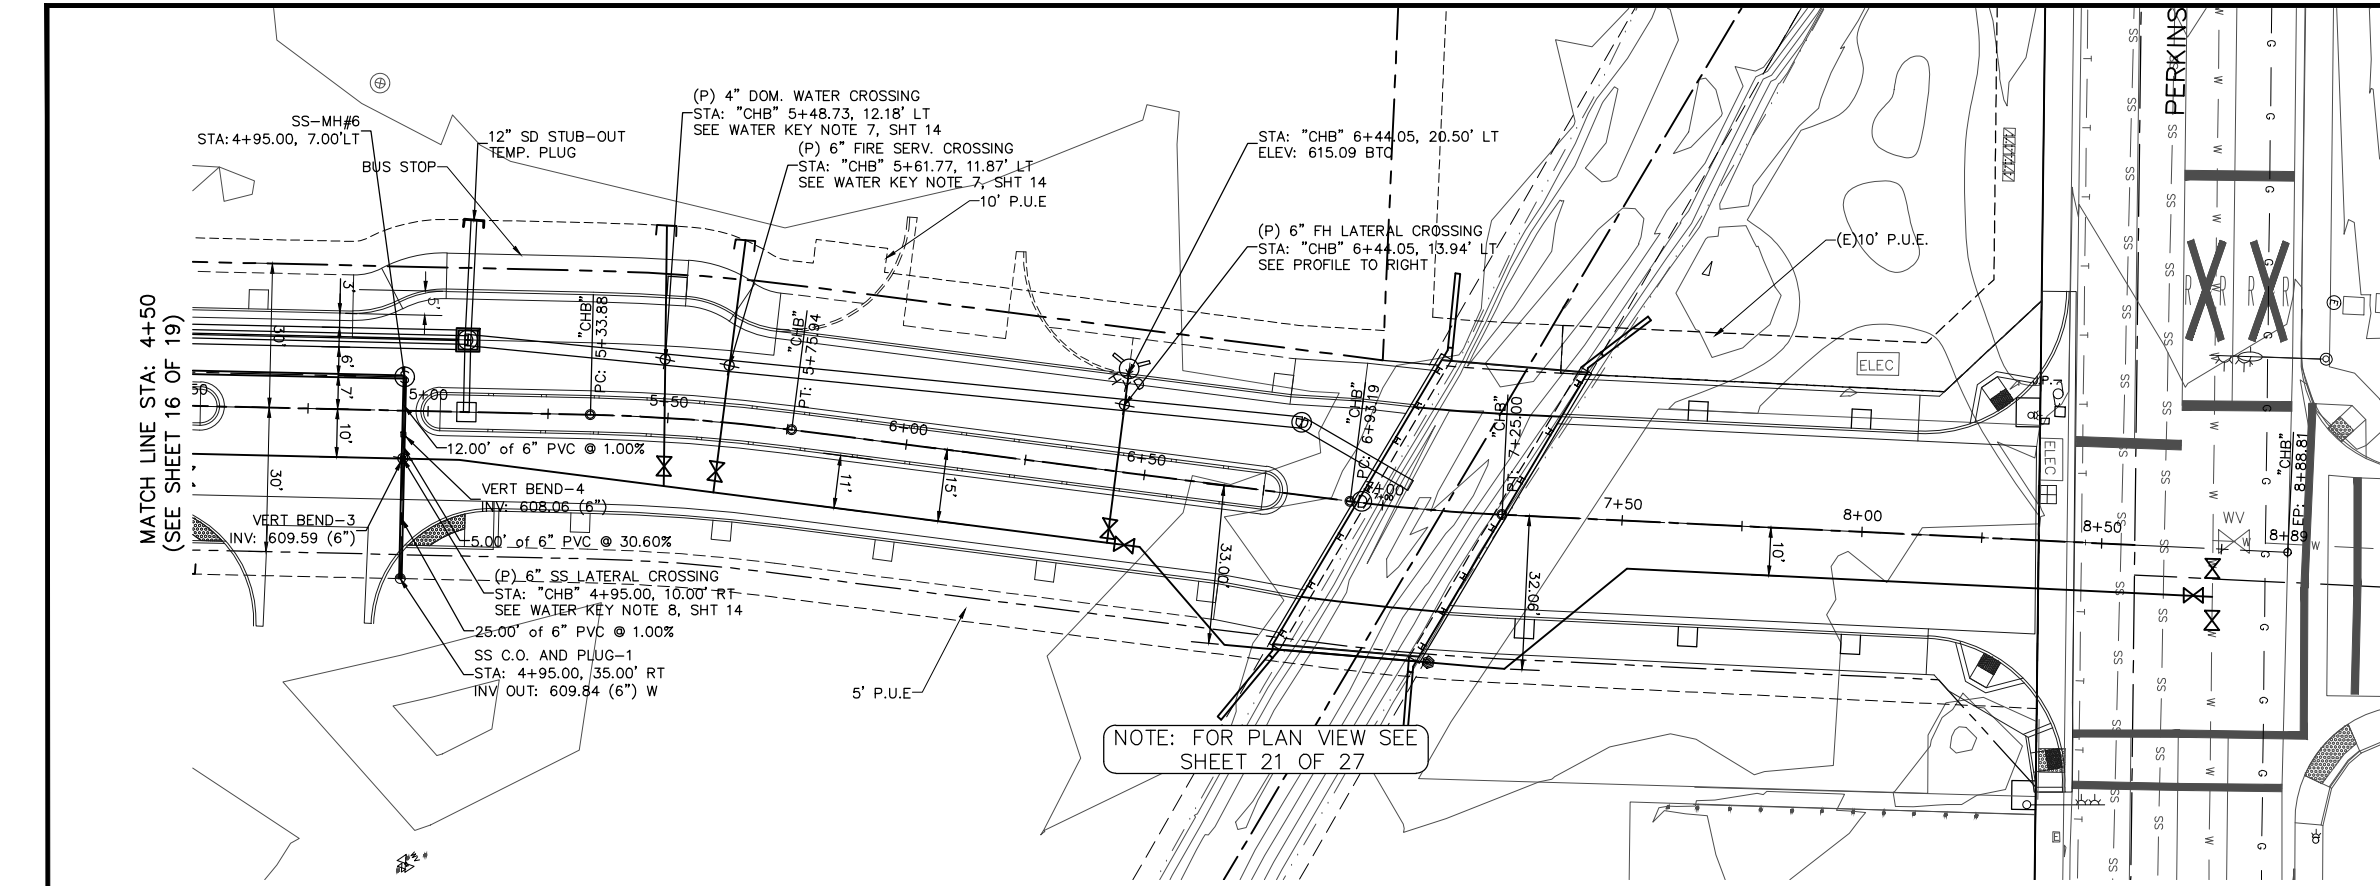 MATCH LINE STA: 4+50
(SEE SHEET 16 OF 19)
SS-MH#6
STA: 4+95.00, 7.00'LT
BUS STOP
12" SD STUB-OUT
TEMP. PLUG
(P) 4" DOM. WATER CROSSING
STA: "CHB" 5+48.73, 12.18' LT
SEE WATER KEY NOTE 7, SHT 14
(P) 6" FIRE SERV. CROSSING
STA: "CHB" 5+61.77, 11.87' LT
SEE WATER KEY NOTE 7, SHT 14
10' P.U.E
STA: "CHB" 6+44.05, 20.50' LT
ELEV: 615.09 BTC
(P) 6" FH LATERAL CROSSING
STA: "CHB" 6+44.05, 13.94' LT
SEE PROFILE TO RIGHT
(E)10' P.U.E.
PERKINS
3'
5'
30'
6'
7'
10'
30'
"CHB"
PC: 5+33.88
"CHB"
PT: 5+75.94
"CHB"
PC: 6+93.19
"CHB"
PT: 7+25.00
"CHB"
EP: 8+88.81
50
5+00
5+50
6+00
6+50
7+00
7+50
8+00
8+50
8+89
11'
15'
33.00'
32.06'
10'
ELEC
ELEC
WV
12.00' of 6" PVC @ 1.00%
VERT BEND-4
INV: 608.06 (6")
VERT BEND-3
INV: 609.59 (6")
5.00' of 6" PVC @ 30.60%
(P) 6" SS LATERAL CROSSING
STA: "CHB" 4+95.00, 10.00' RT
SEE WATER KEY NOTE 8, SHT 14
25.00' of 6" PVC @ 1.00%
SS C.O. AND PLUG-1
STA: 4+95.00, 35.00' RT
INV OUT: 609.84 (6") W
5' P.U.E
NOTE: FOR PLAN VIEW SEE
SHEET 21 OF 27
R R
R R